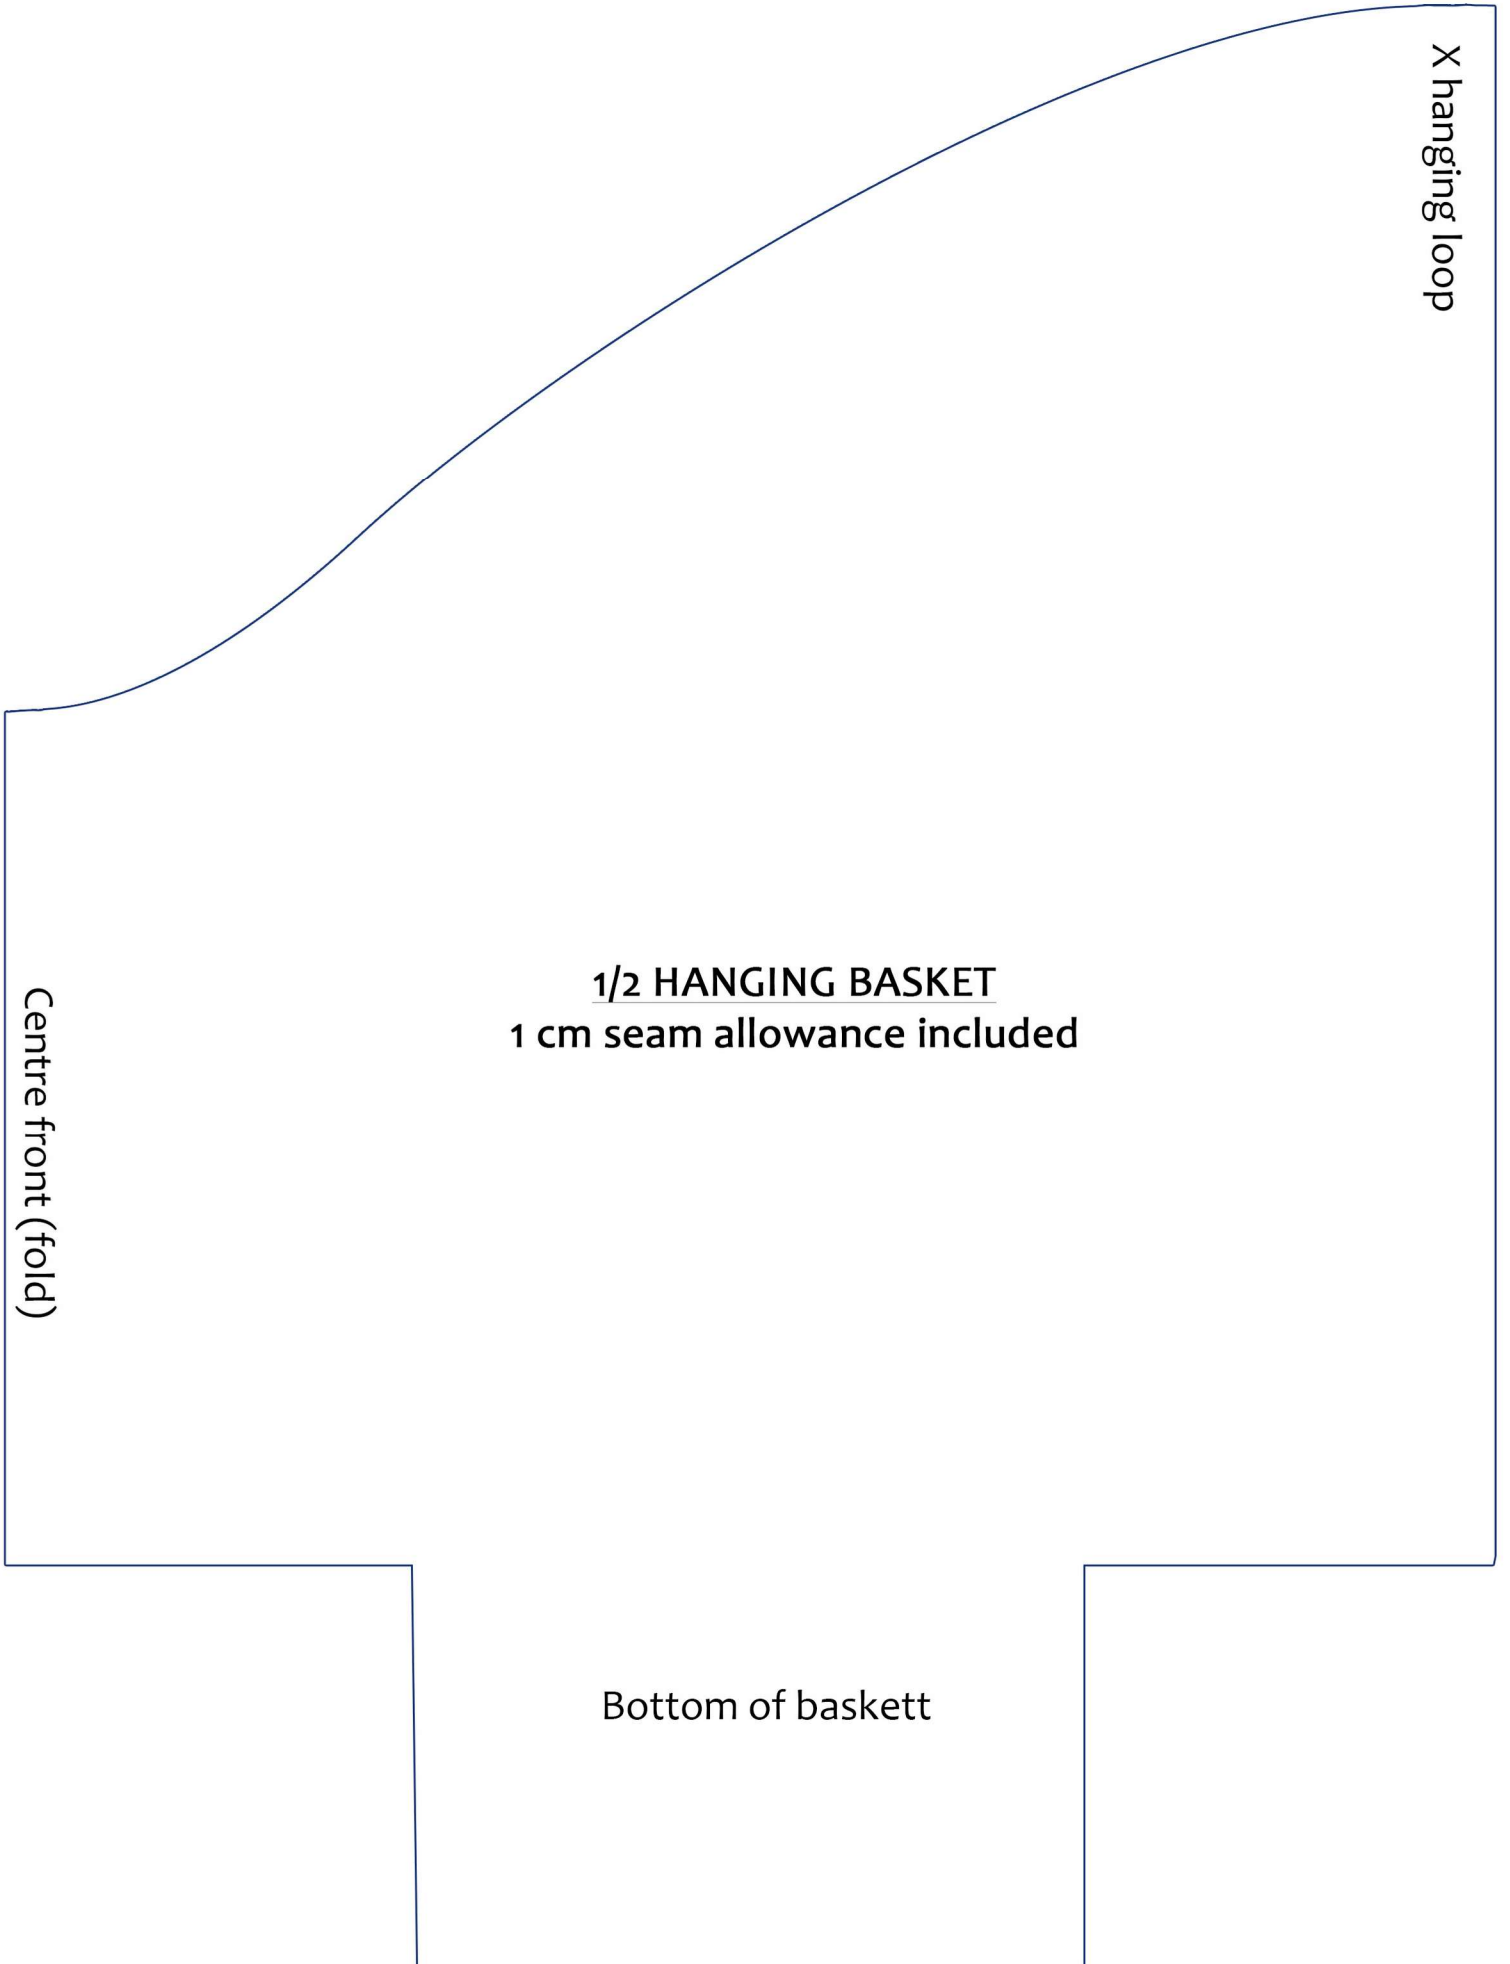 X hanging loop
1/2 HANGING BASKET
1 cm seam allowance included
Centre front (fold)
Bottom of baskett